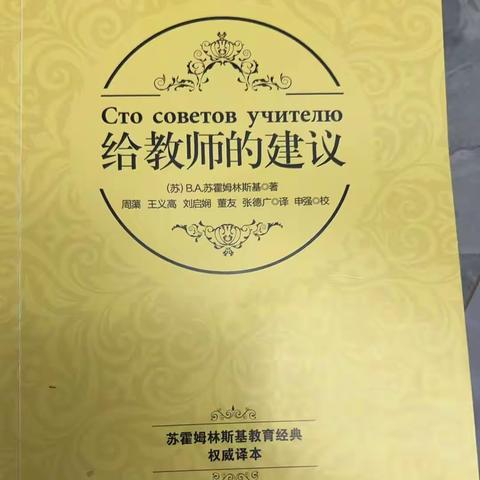 Сто советов учителю
给教师的建议
(苏) B.A.苏霍姆林斯基◎著
周蕖 王义高 刘启娴 董友 张德广◎译 申强◎校
苏霍姆林斯基教育经典
权威译本